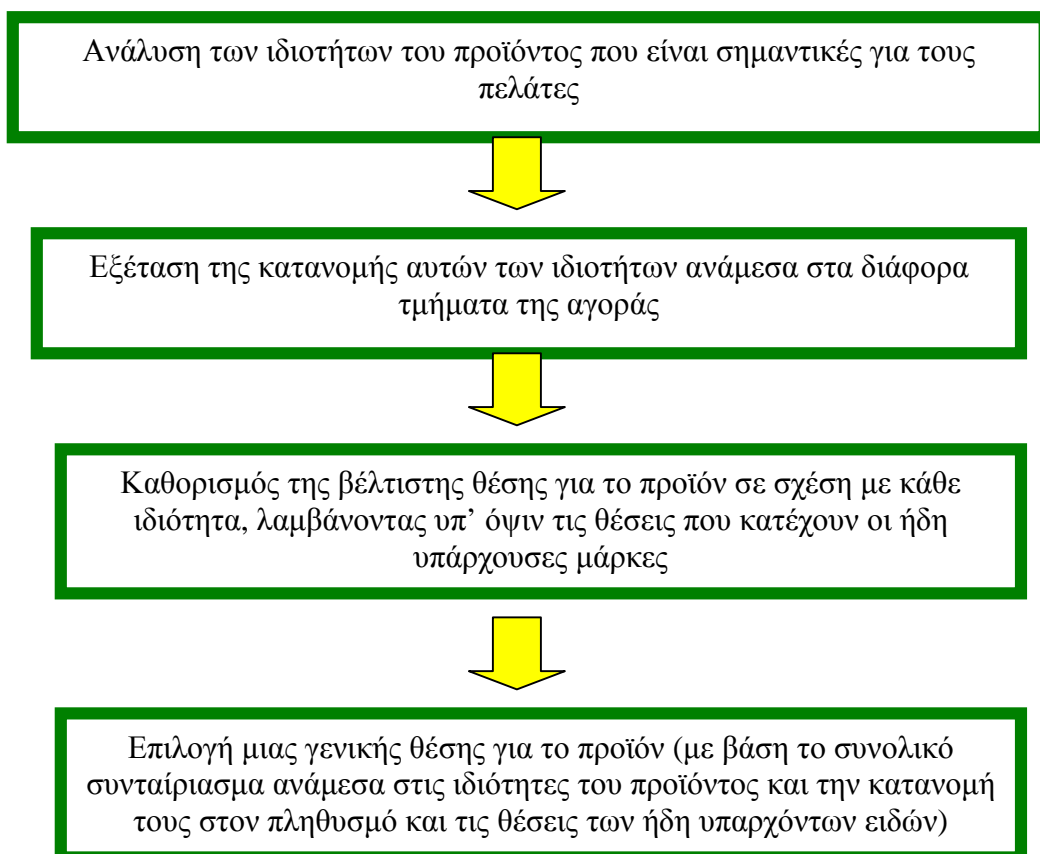 Ανάλυση των ιδιοτήτων του προϊόντος που είναι σημαντικές για τους
πελάτες
Εξέταση της κατανομής αυτών των ιδιοτήτων ανάμεσα στα διάφορα
τμήματα της αγοράς
Καθορισμός της βέλτιστης θέσης για το προϊόν σε σχέση με κάθε
ιδιότητα, λαμβάνοντας υπ’ όψιν τις θέσεις που κατέχουν οι ήδη
υπάρχουσες μάρκες
Επιλογή μιας γενικής θέσης για το προϊόν (με βάση το συνολικό
συνταίριασμα ανάμεσα στις ιδιότητες του προϊόντος και την κατανομή
τους στον πληθυσμό και τις θέσεις των ήδη υπαρχόντων ειδών)